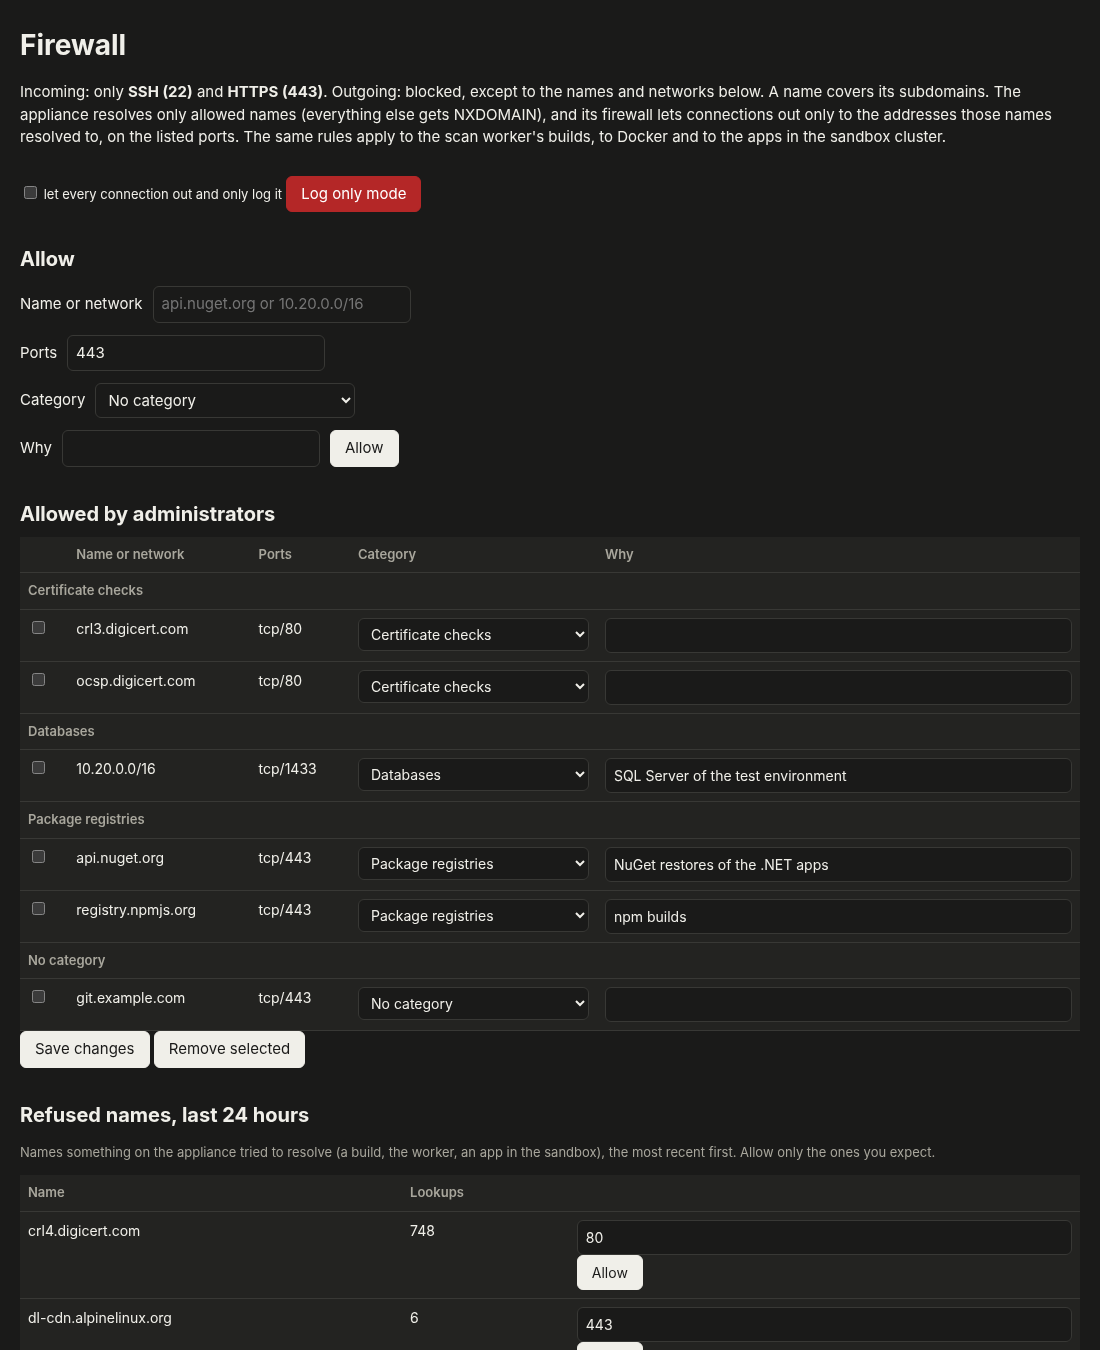 Firewall
Incoming: only SSH (22) and HTTPS (443). Outgoing: blocked, except to the names and networks below. A name covers its subdomains. The
appliance resolves only allowed names (everything else gets NXDOMAIN), and its firewall lets connections out only to the addresses those names
resolved to, on the listed ports. The same rules apply to the scan worker's builds, to Docker and to the apps in the sandbox cluster.
let every connection out and only log it Log only mode
Allow
Name or network api.nuget.org or 10.20.0.0/16
Ports 443
Category No category
Why Allow
Allowed by administrators
Name or network Ports Category Why
Certificate checks
crl3.digicert.com tcp/80 Certificate checks
ocsp.digicert.com tcp/80 Certificate checks
Databases
10.20.0.0/16 tcp/1433 Databases SQL Server of the test environment
Package registries
api.nuget.org tcp/443 Package registries NuGet restores of the .NET apps
registry.npmjs.org tcp/443 Package registries npm builds
No category
git.example.com tcp/443 No category
Save changes Remove selected
Refused names, last 24 hours
Names something on the appliance tried to resolve (a build, the worker, an app in the sandbox), the most recent first. Allow only the ones you expect.
Name Lookups
crl4.digicert.com 748 80
Allow
dl-cdn.alpinelinux.org 6 443